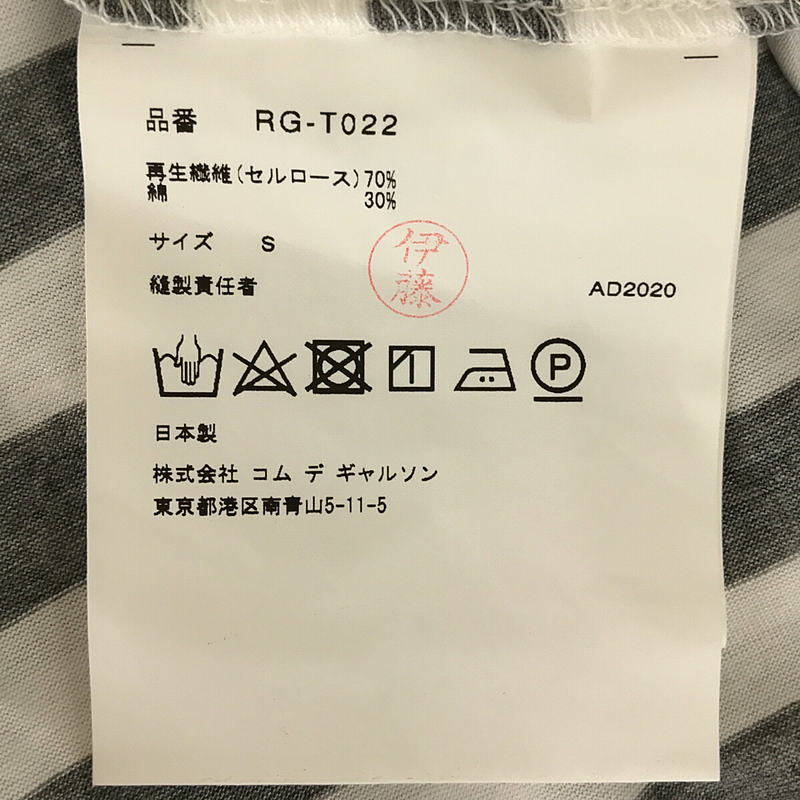 品番 RG-T022
再生繊維(セルロース)70%
綿 30%
サイズ S
伊藤
縫製責任者 AD2020
P
日本製
株式会社 コム デ ギャルソン
東京都港区南青山5-11-5